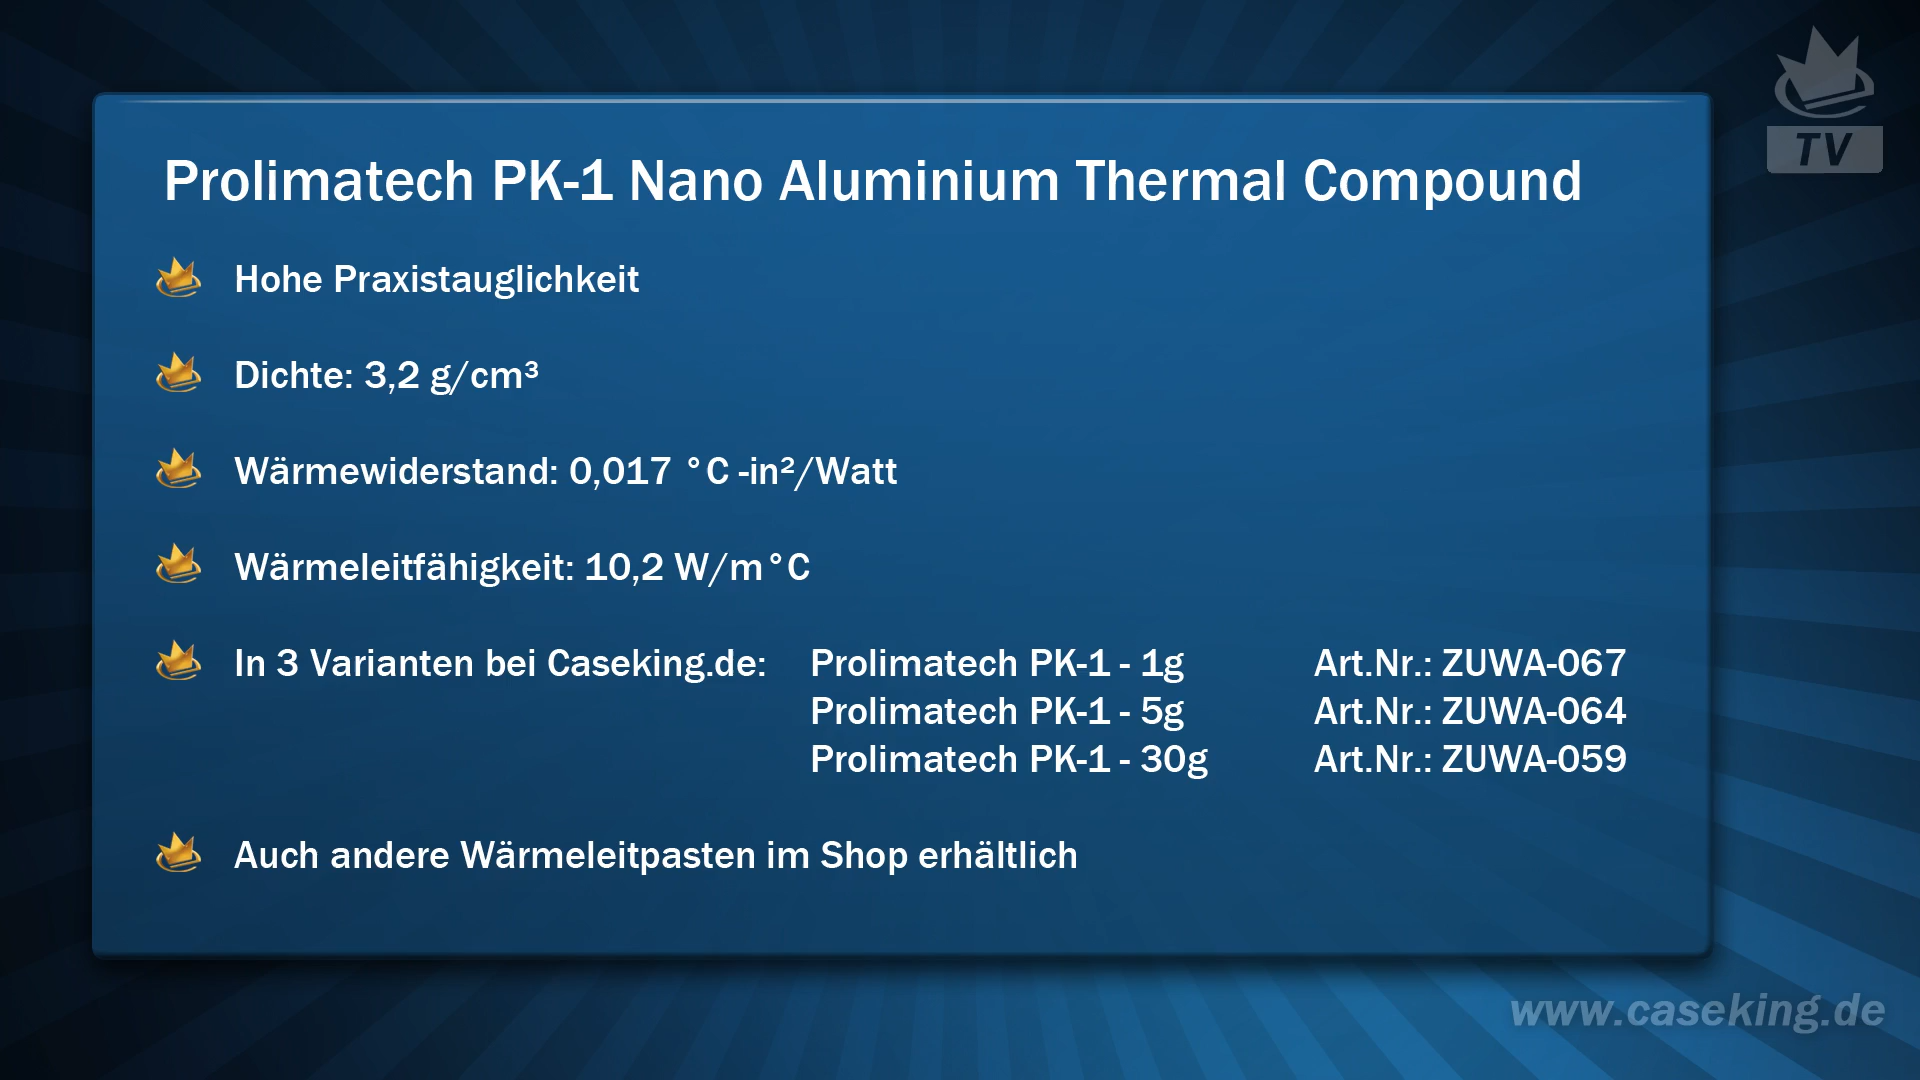 TV
Prolimatech PK-1 Nano Aluminium Thermal Compound
Hohe Praxistauglichkeit
Dichte: 3,2 g/cm³
Wärmewiderstand: 0,017 °C -in²/Watt
Wärmeleitfähigkeit: 10,2 W/m°C
In 3 Varianten bei Caseking.de: Prolimatech PK-1 - 1g Art.Nr.: ZUWA-067
Prolimatech PK-1 - 5g Art.Nr.: ZUWA-064
Prolimatech PK-1 - 30g Art.Nr.: ZUWA-059
Auch andere Wärmeleitpasten im Shop erhältlich
www.caseking.de